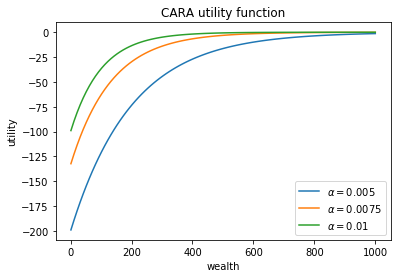 CARA utility function
0
-25
-50
-75
-100
-125
-150
-175
-200
utility
α = 0.005
α = 0.0075
α = 0.01
0 200 400 600 800 1000
wealth